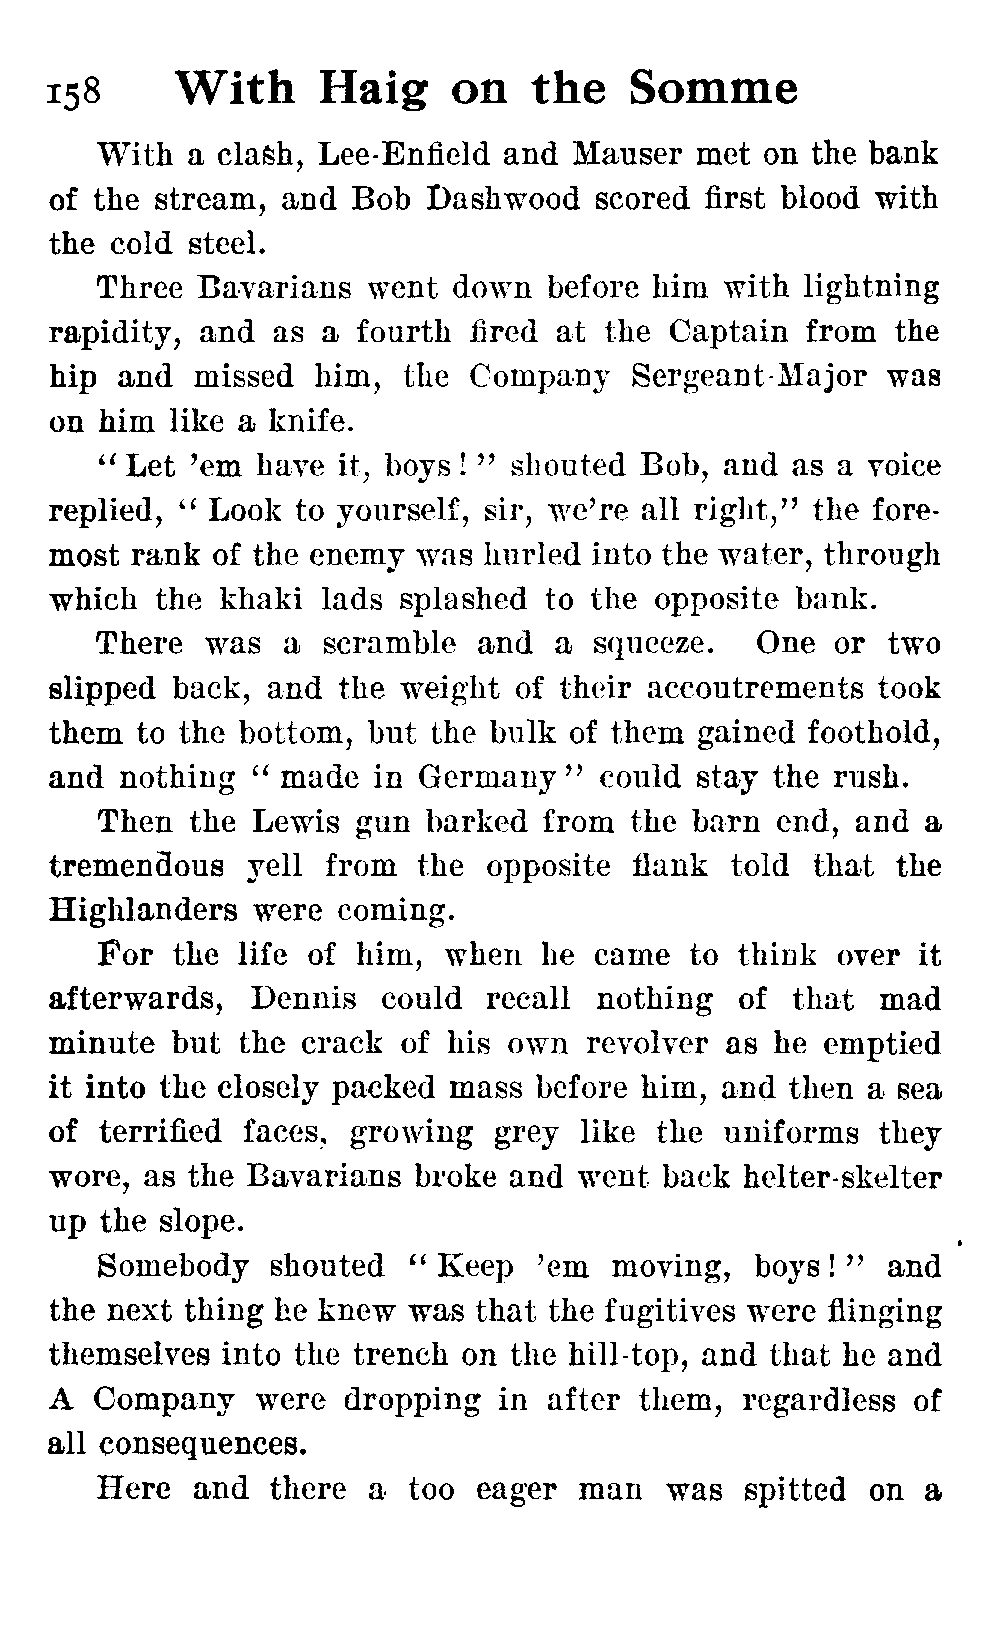 158 With Haig on the Somme
With a clash, Lee-Enfield and Mauser met on the bank
of the stream, and Bob Dashwood scored first blood with
the cold steel.
Three Bavarians went down before him with lightning
rapidity, and as a fourth fired at the Captain from the
hip and missed him, the Company Sergeant-Major was
on him like a knife.
“ Let ’em have it, boys ! ” shouted Bob, and as a voice
replied, “ Look to yourself, sir, we’re all right,” the fore-
most rank of the enemy was hurled into the water, through
which the khaki lads splashed to the opposite bank.
There was a scramble and a squeeze. One or two
slipped back, and the weight of their accoutrements took
them to the bottom, but the bulk of them gained foothold,
and nothing “ made in Germany ” could stay the rush.
Then the Lewis gun barked from the barn end, and a
tremendous yell from the opposite flank told that the
Highlanders were coming.
For the life of him, when he came to think over it
afterwards, Dennis could recall nothing of that mad
minute but the crack of his own revolver as he emptied
it into the closely packed mass before him, and then a sea
of terrified faces, growing grey like the uniforms they
wore, as the Bavarians broke and went back helter-skelter
up the slope.
Somebody shouted “ Keep ’em moving, boys ! ” and
the next thing he knew was that the fugitives were flinging
themselves into the trench on the hill-top, and that he and
A Company were dropping in after them, regardless of
all consequences.
Here and there a too eager man was spitted on a